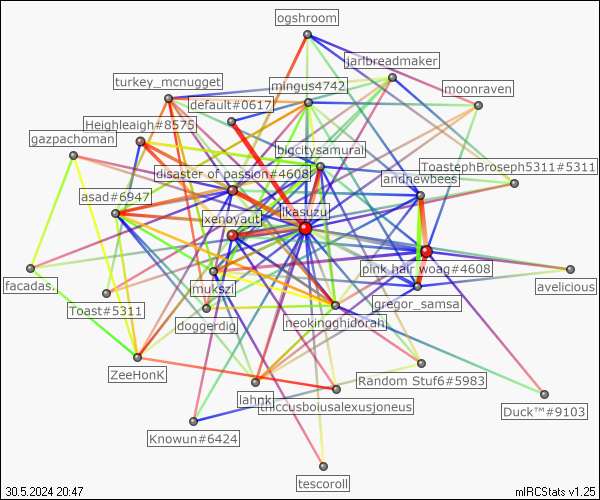 ogshroom
jarlbreadmaker
turkey_mcnugget
mingus4742
moonraven
default#0617
Heighleaigh#8575
gazpachoman
bigcitysamurai
ToastephBroseph5311#5311
disaster of passion#4608
andnewbees
asad#6947
ikasuzu
xenoyaut
pink hair woag#4608
facadas.
mukszi
avelicious
Toast#5311
gregor_samsa
doggerdig
neokingghidorah
ZeeHonK
Random Stuf6#5983
lahnk
thiccusboiusalexusjoneus
Duck™#9103
Knowun#6424
tescoroll
30.5.2024 20:47
mIRCStats v1.25